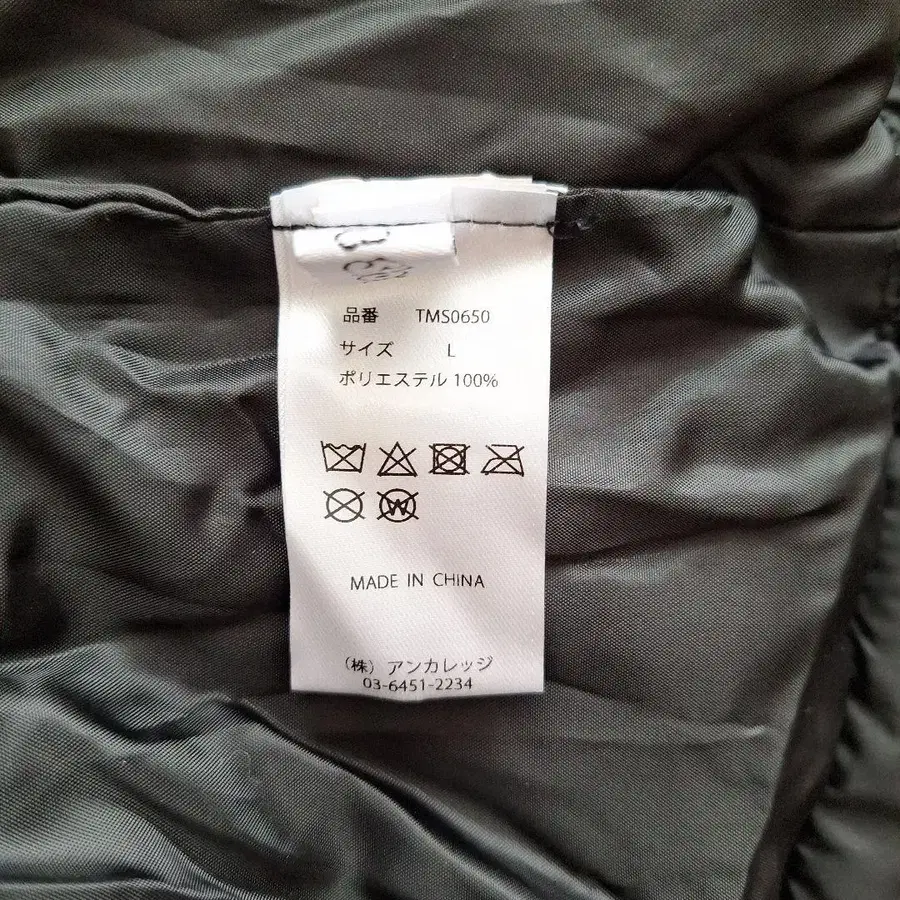 品番 TMS0650
サイズ L
ポリエステル 100%
W
MADE IN CHINA
（株）アンカレッジ
03-6451-2234